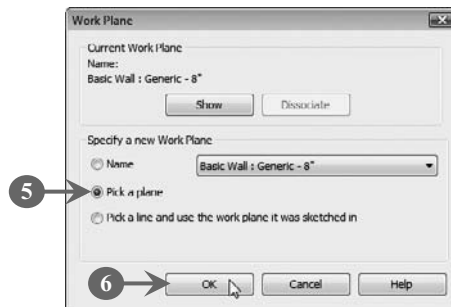 Work Plane
Current Work Plane
Name:
Basic Wall : Generic - 8"
Show Dissociate
Specify a new Work Plane
Name Basic Wall : Generic - 8"
5 Pick a plane
Pick a line and use the work plane it was sketched in
6 OK Cancel Help